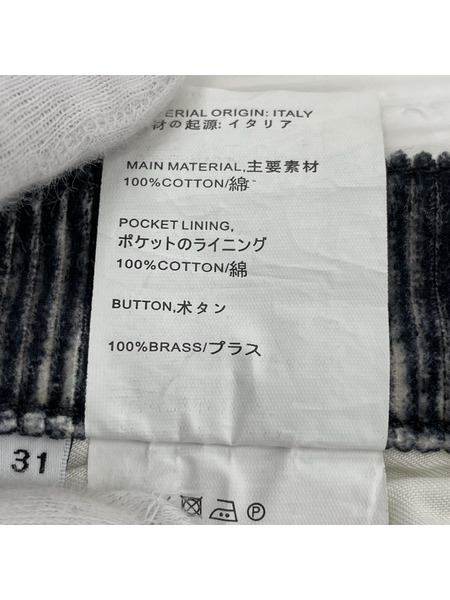 ERIAL ORIGIN: ITALY
材の起源: イタリア
MAIN MATERIAL,主要素材
100%COTTON/綿
POCKET LINING,
ポケットのライニング
100%COTTON/綿
BUTTON,犬タン
100%BRASS/プラス
31